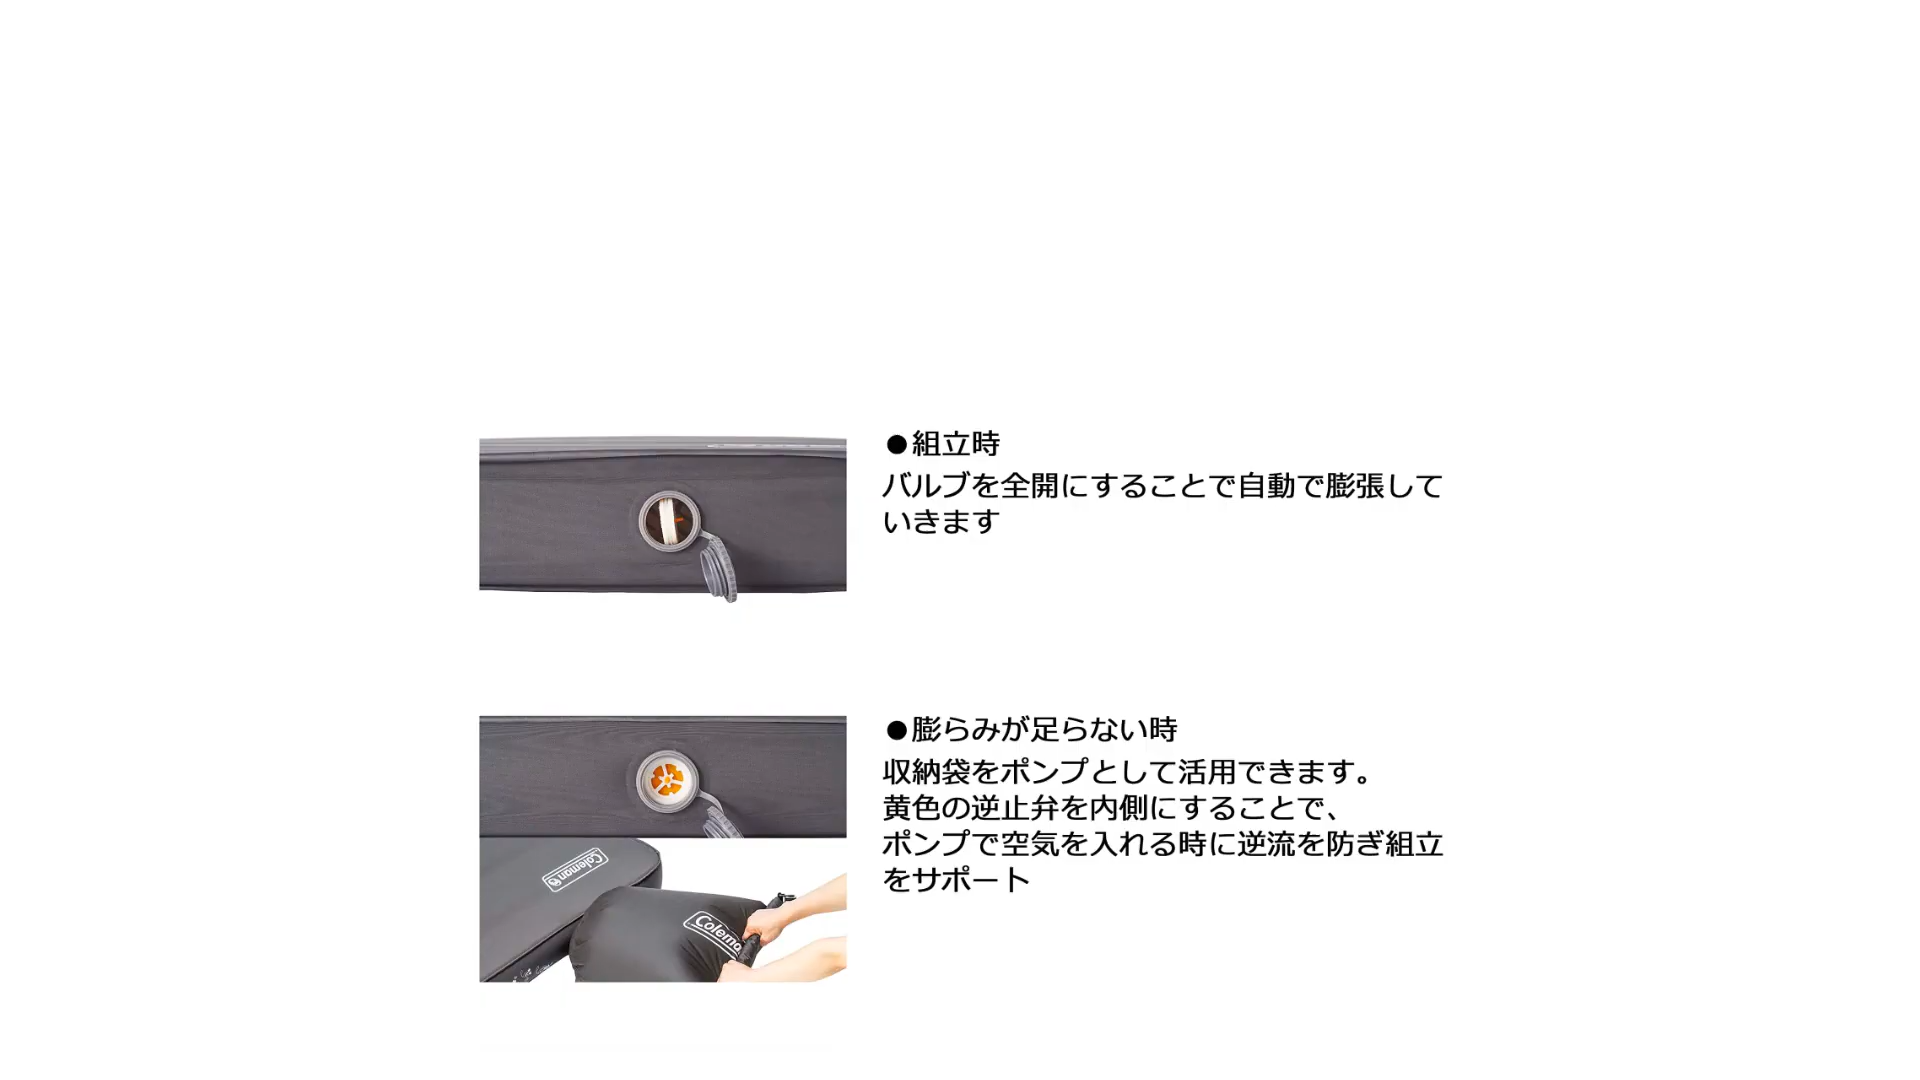 ●組立時
バルブを全開にすることで自動で膨張して
いきます
●膨らみが足らない時
収納袋をポンプとして活用できます。
黄色の逆止弁を内側にすることで、
ポンプで空気を入れる時に逆流を防ぎ組立
をサポート
Coleman
Colema